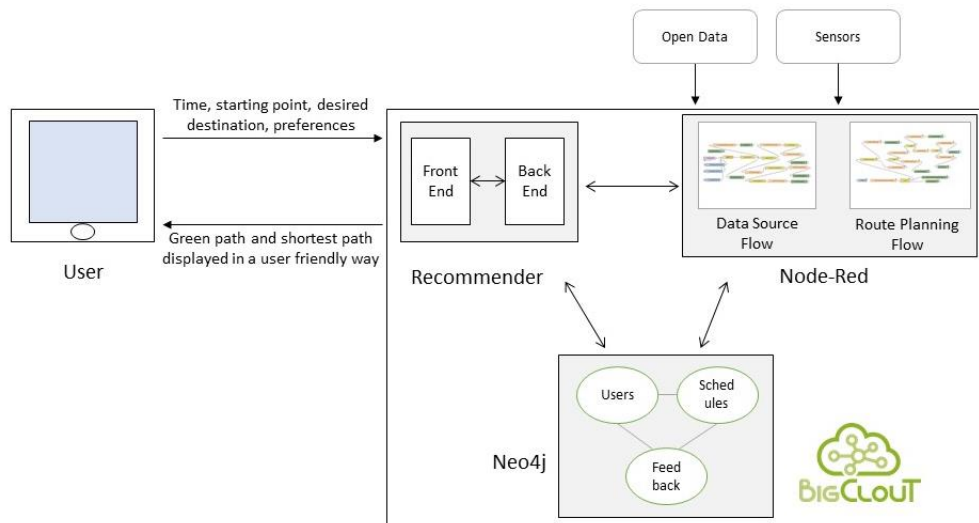 Open Data
Sensors
Time, starting point, desired
destination, preferences
Front
End
Back
End
Data Source
Flow
Route Planning
Flow
Green path and shortest path
displayed in a user friendly way
User
Recommender
Node-Red
Users
Sched
ules
Feed
back
Neo4j
BIGCLOUT